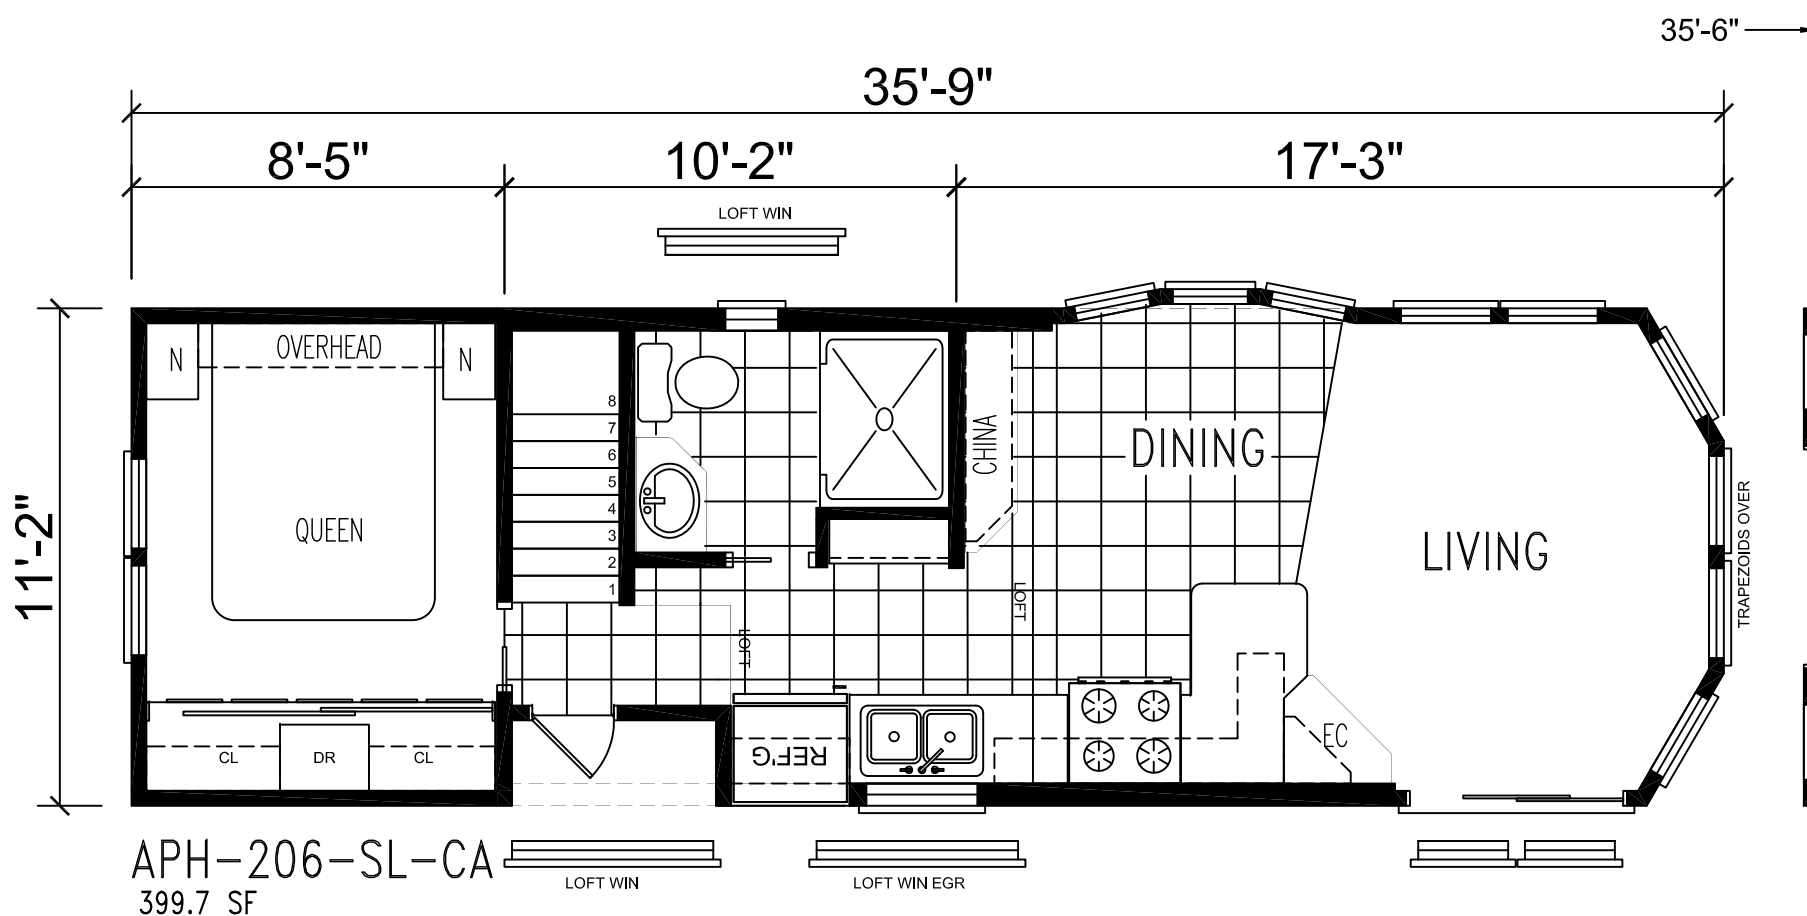 35'-6"
35'-9"
8'-5"
10'-2"
17'-3"
LOFT WIN
11'-2"
N
OVERHEAD
N
QUEEN
8
7
6
5
4
3
2
1
CHINA
DINING
LIVING
TRAPEZOIDS OVER
LOFT
LOFT
CL
DR
CL
REF'G
EC
APH-206-SL-CA
399.7 SF
LOFT WIN
LOFT WIN EGR